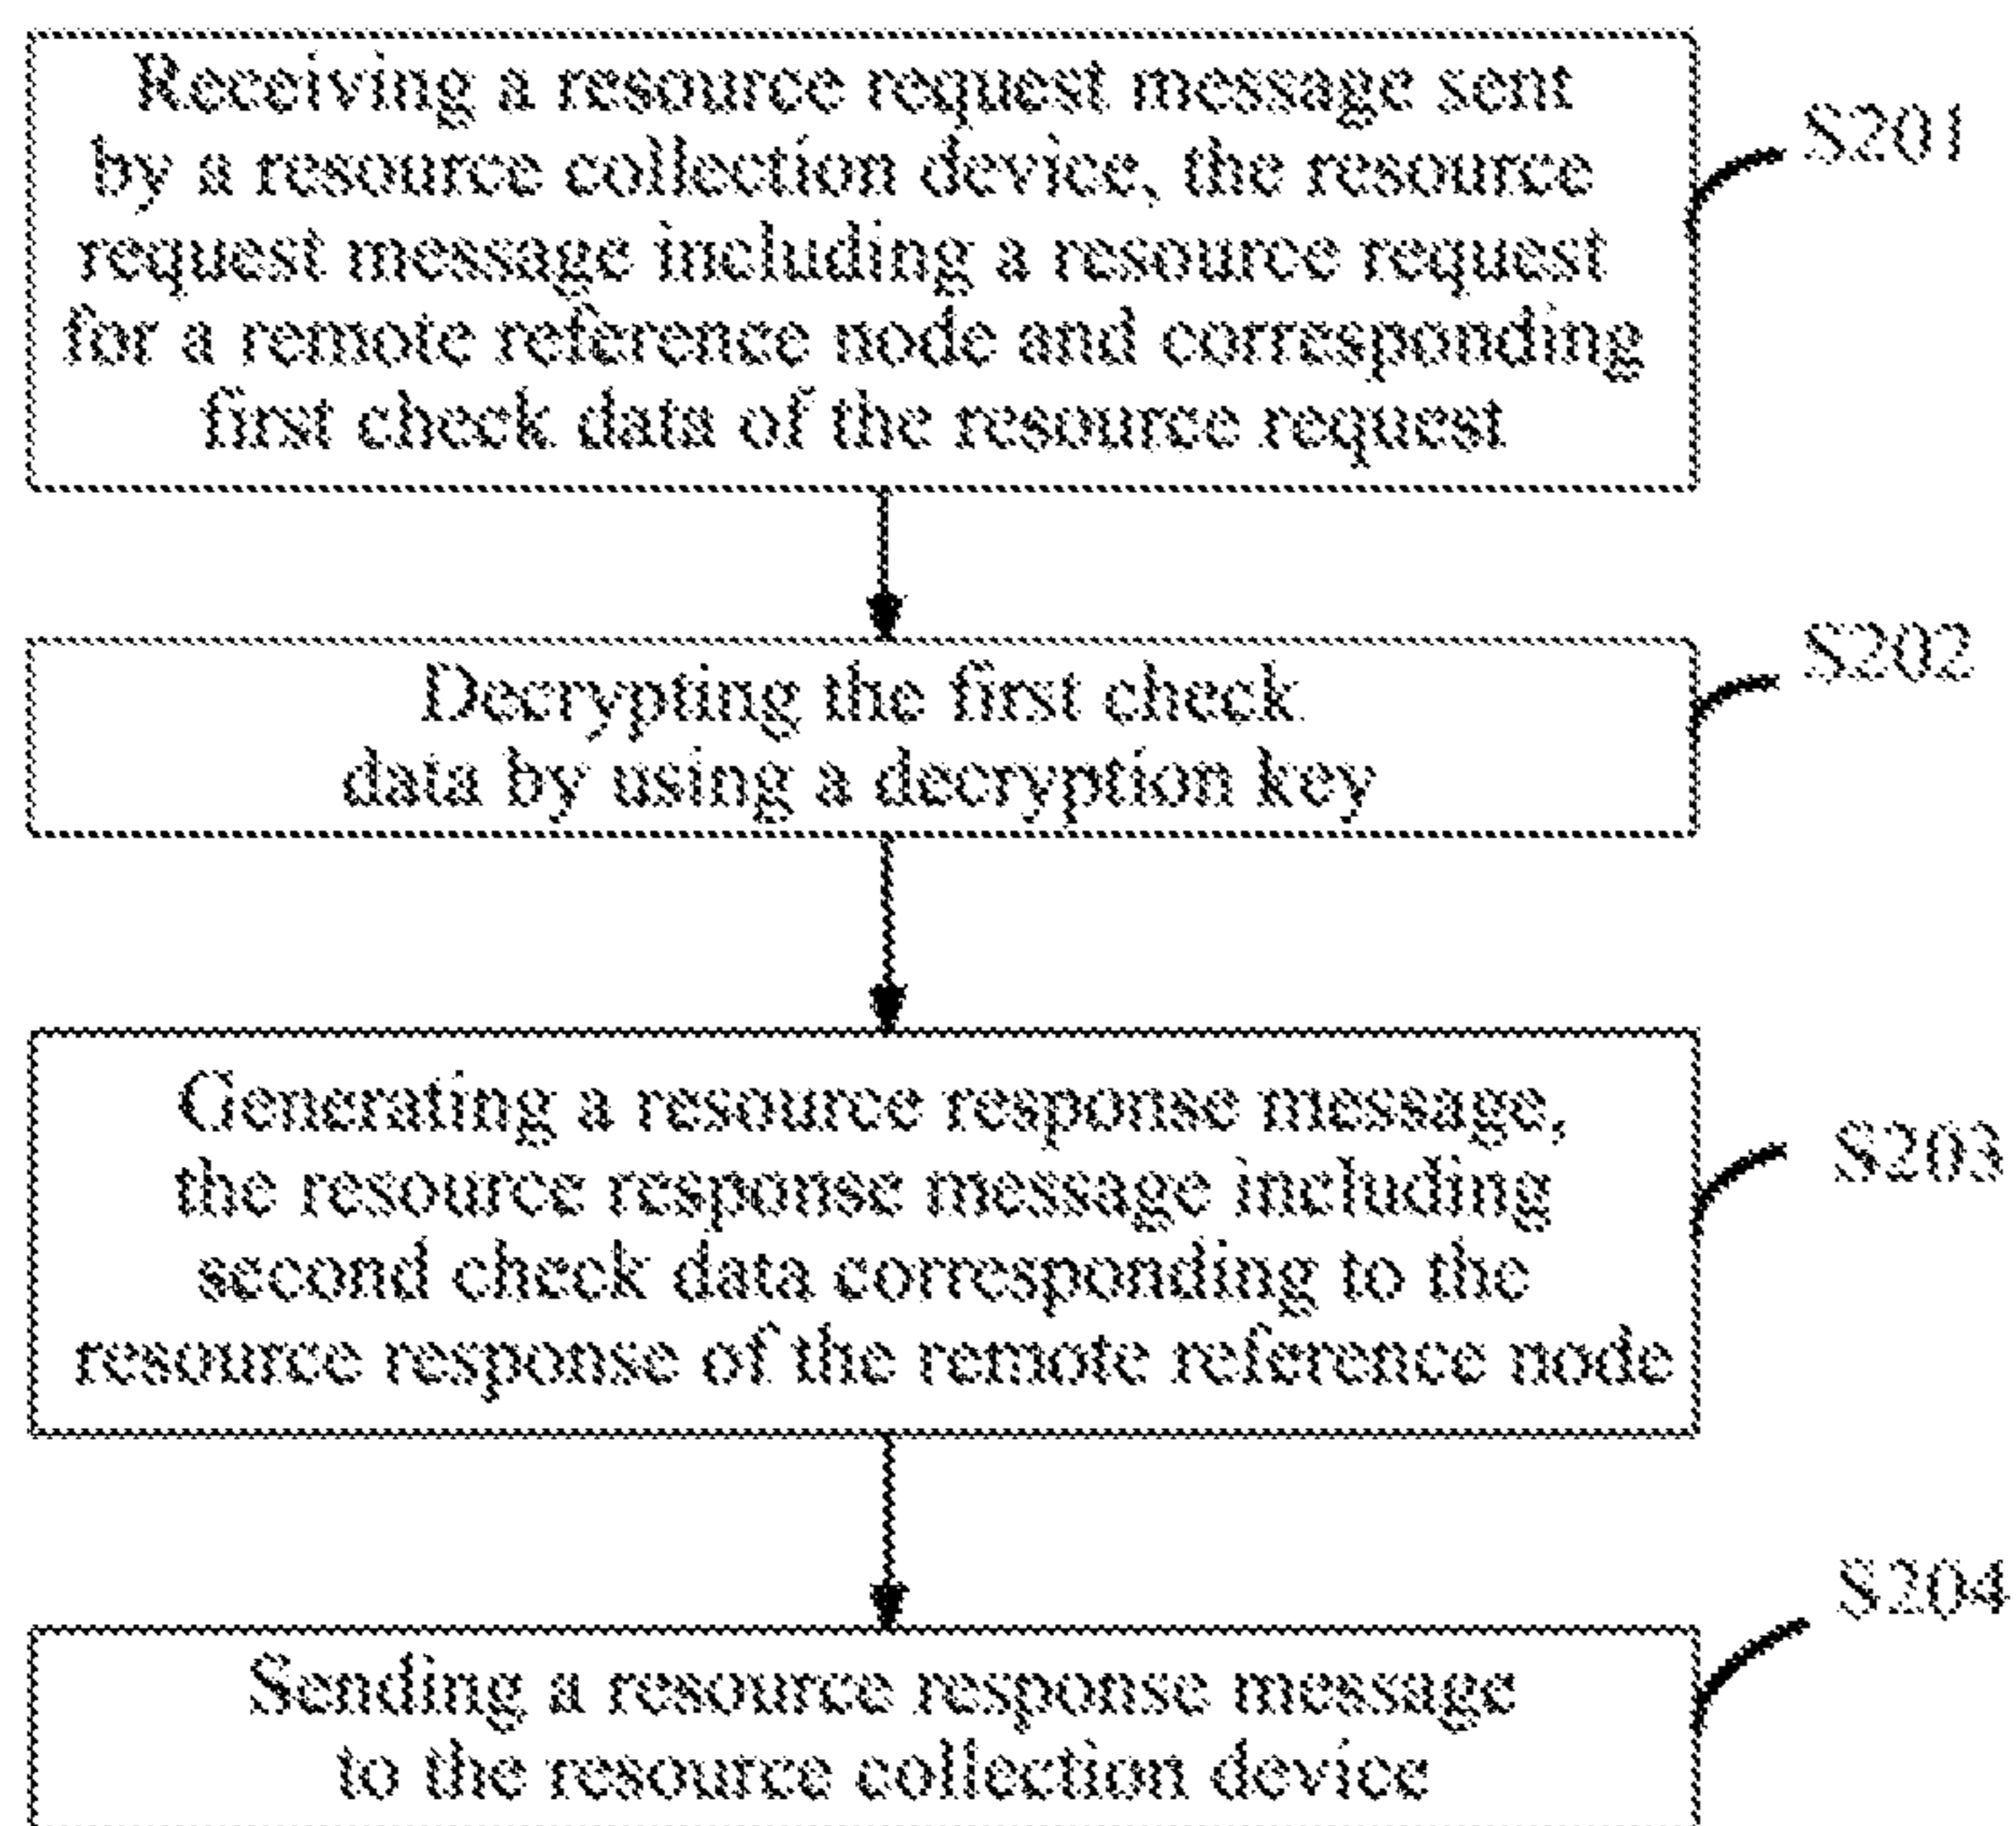 Receiving a resource request message sent
by a resource collection device, the resource
request message including a resource request
for a remote reference node and corresponding
first check data of the resource request
S201
Decrypting the first check
data by using a decryption key
S202
Generating a resource response message,
the resource response message including
second check data corresponding to the
resource response of the remote reference node
S203
Sending a resource response message
to the resource collection device
S204